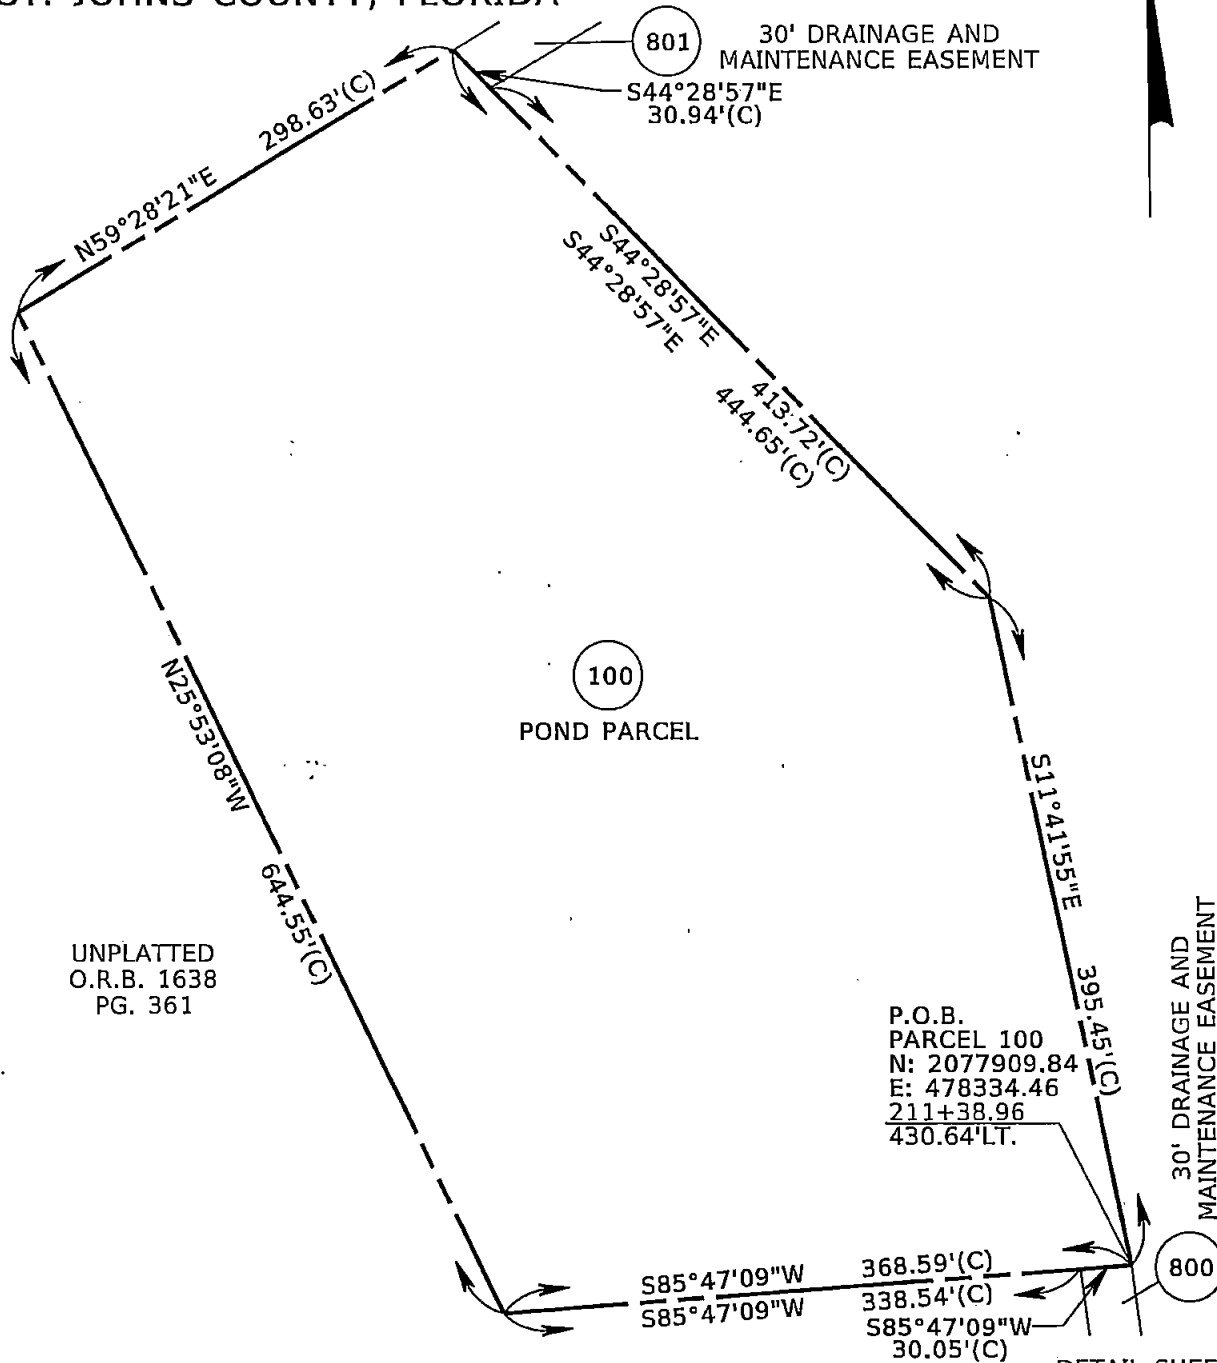 ST. JOHNS COUNTY, FLORIDA
801
30' DRAINAGE AND
MAINTENANCE EASEMENT
S44°28'57"E
30.94'(C)
N59°28'21"E 298.63'(C)
S44°28'57"E 413.72'(C)
S44°28'57"E 444.65'(C)
100
POND PARCEL
N25°53'08"W 644.55'(C)
S11°41'55"E 395.45'(C)
UNPLATTED
O.R.B. 1638
PG. 361
P.O.B.
PARCEL 100
N: 2077909.84
E: 478334.46
211+38.96
430.64'LT.
30' DRAINAGE AND
MAINTENANCE EASEMENT
800
S85°47'09"W 368.59'(C)
S85°47'09"W 338.54'(C)
S85°47'09"W
30.05'(C)